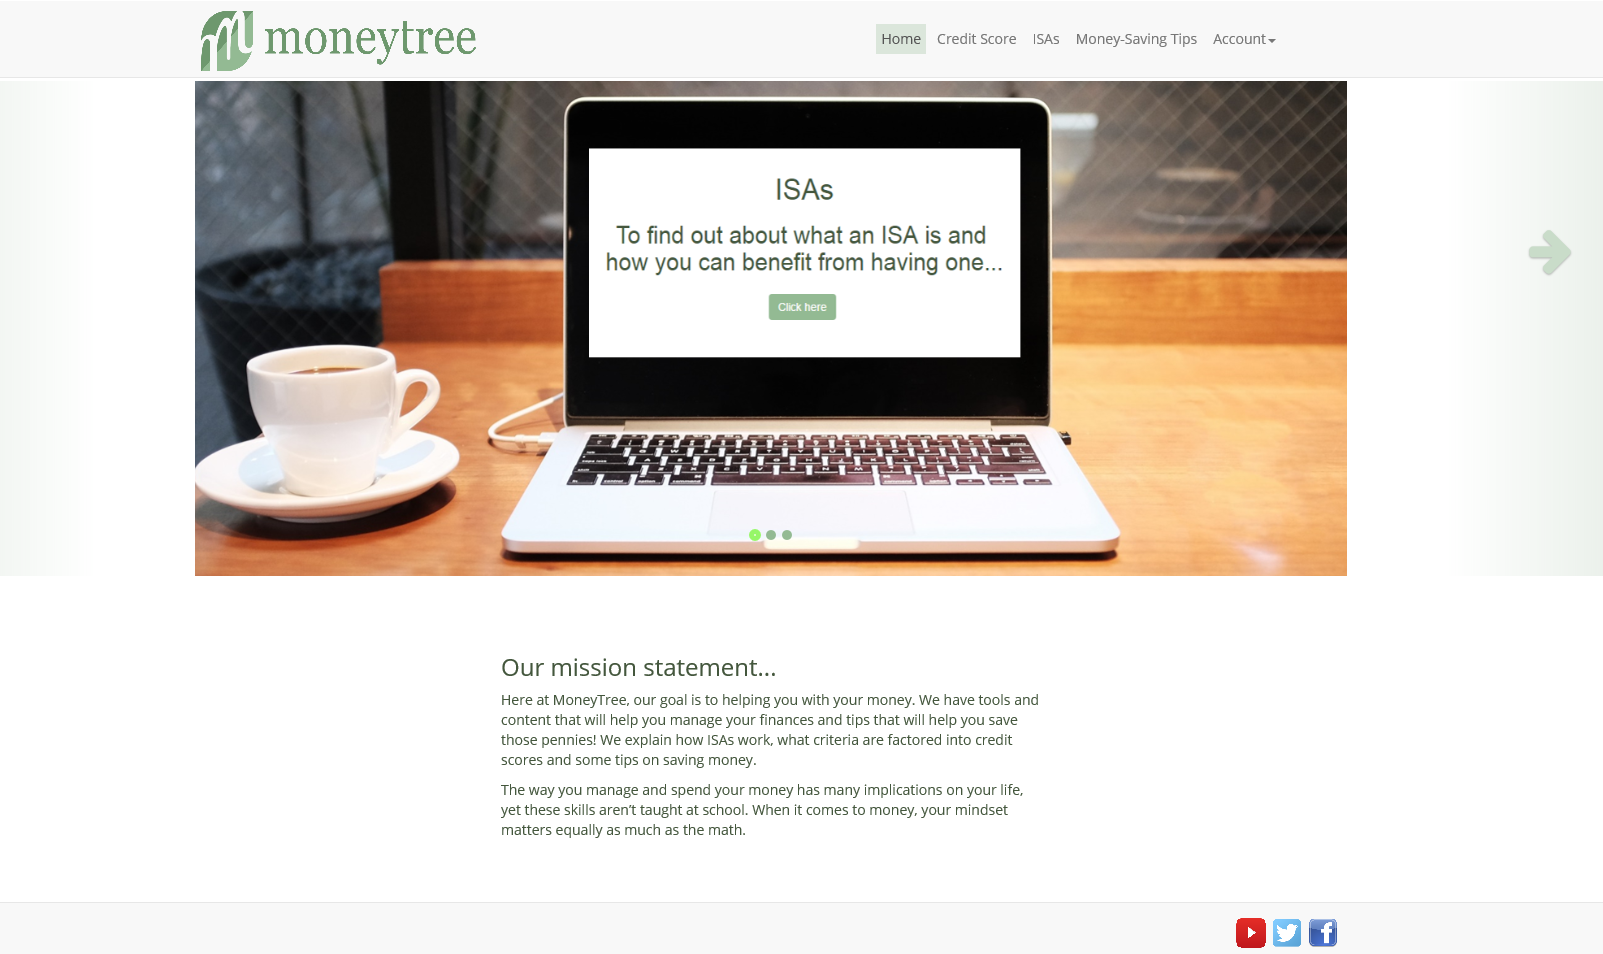 moneytree
Home Credit Score ISAs Money-Saving Tips Account
ISAs
To find out about what an ISA is and
how you can benefit from having one...
Click here
Our mission statement...
Here at MoneyTree, our goal is to helping you with your money. We have tools and
content that will help you manage your finances and tips that will help you save
those pennies! We explain how ISAs work, what criteria are factored into credit
scores and some tips on saving money.
The way you manage and spend your money has many implications on your life,
yet these skills aren't taught at school. When it comes to money, your mindset
matters equally as much as the math.